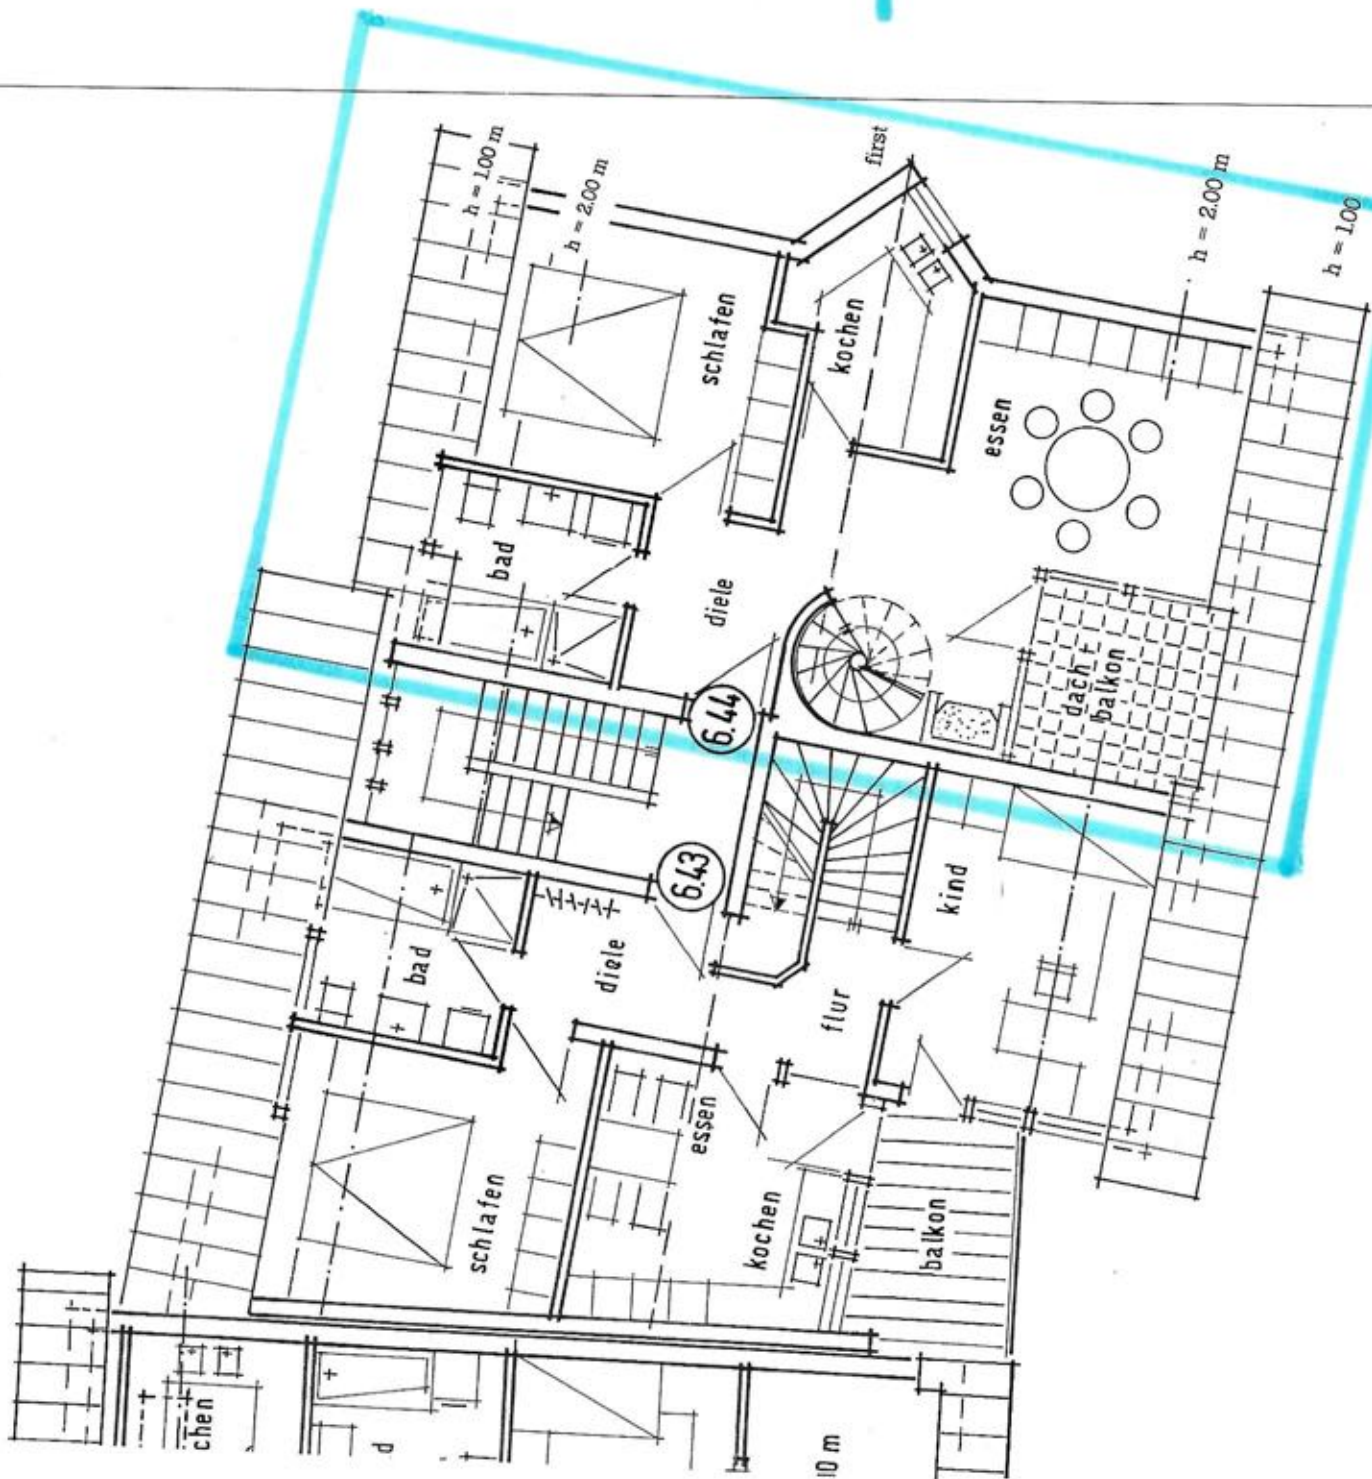 h = 1.00 m
h = 2.00 m
first
h = 2.00 m
h = 1.00
schlafen
kochen
essen
bad
diele
dach -
balkon
6.44
6.43
kind
bad
diele
flur
essen
schlafen
kochen
balkon
chen
d